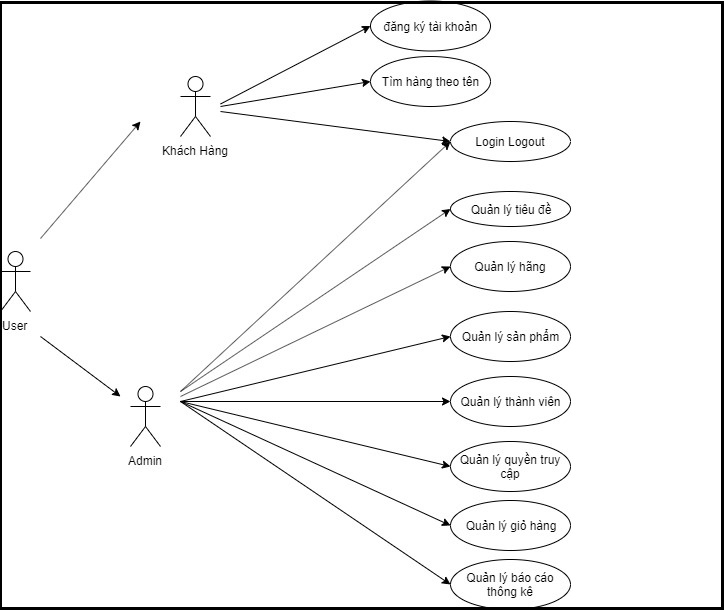 đăng ký tài khoản
Tìm hàng theo tên
Khách Hàng
Login Logout
Quản lý tiêu đề
Quản lý hãng
User
Quản lý sản phẩm
Quản lý thành viên
Admin
Quản lý quyền truy
cập
Quản lý giỏ hàng
Quản lý báo cáo
thống kê